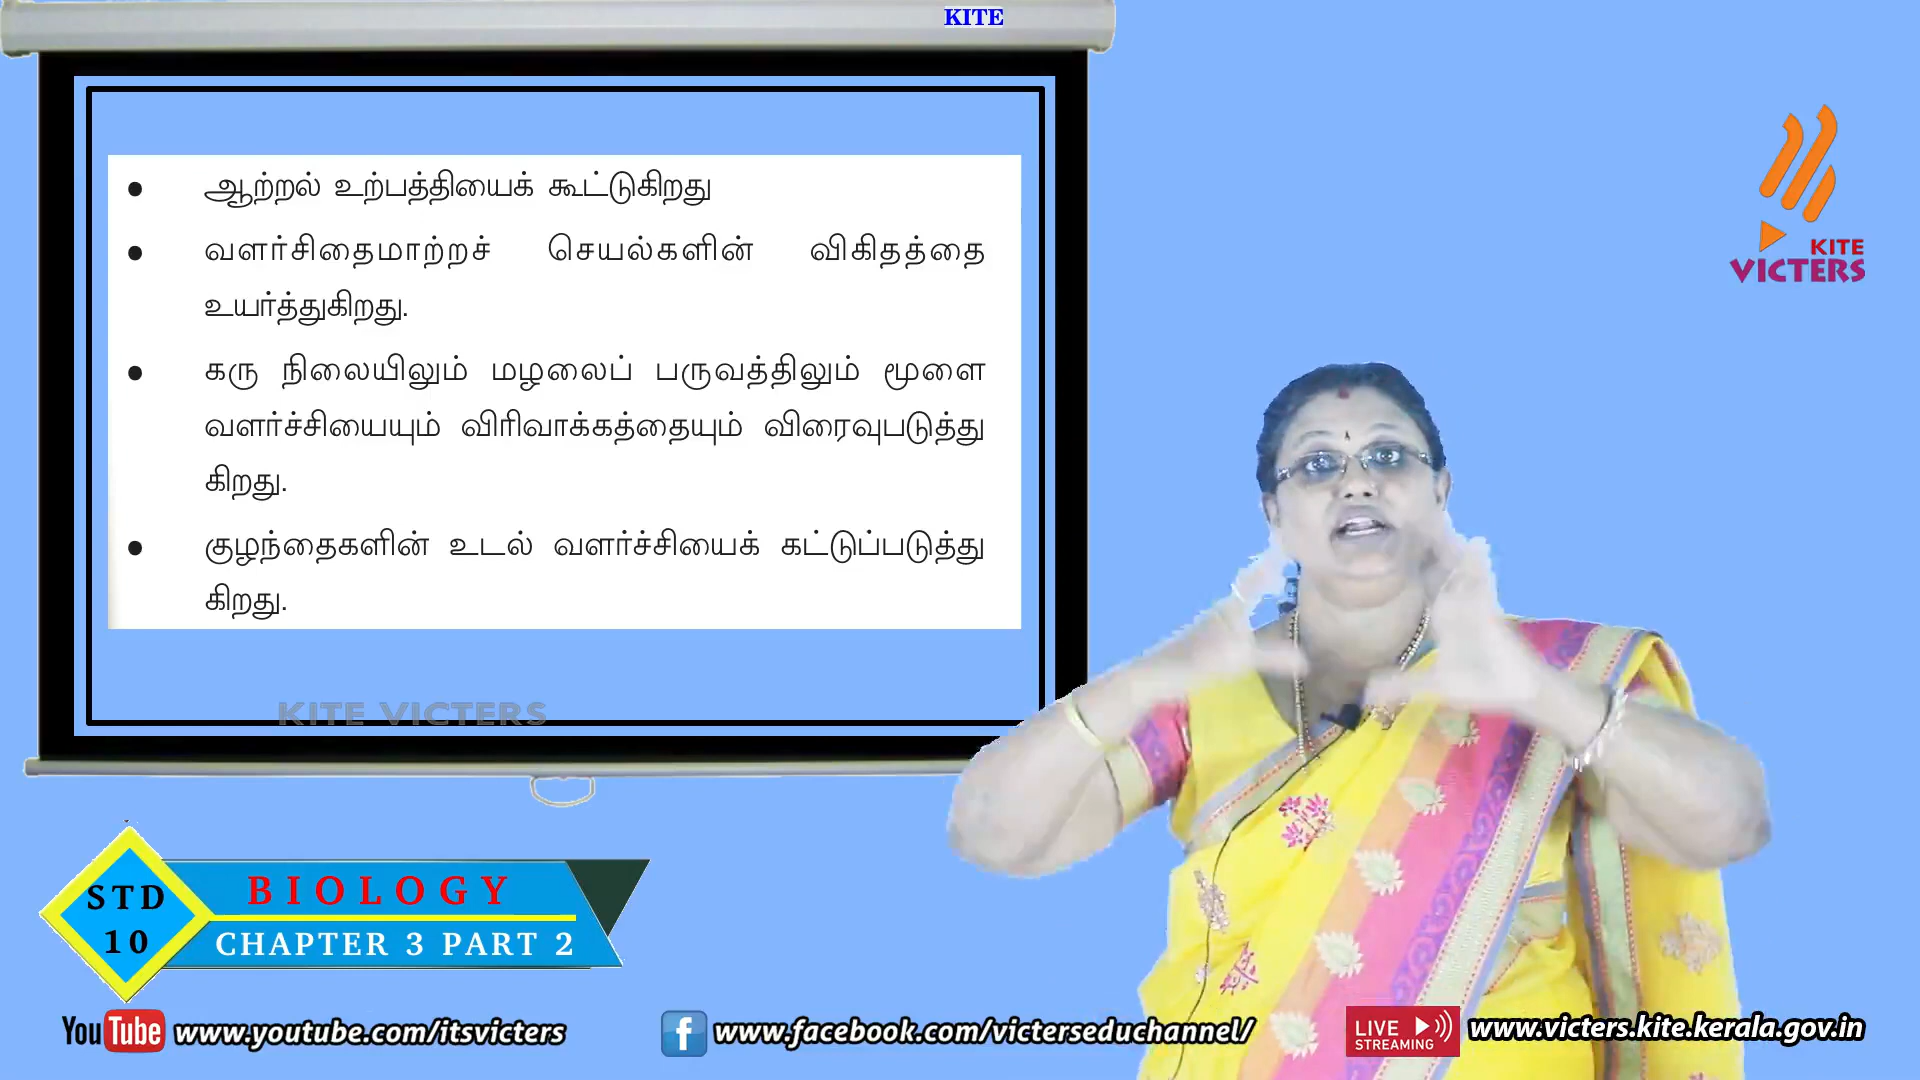 KITE
● ஆற்றல் உற்பத்தியைக் கூட்டுகிறது
● வளர்சிதைமாற்றச் செயல்களின் விகிதத்தை
உயர்த்துகிறது.
● கரு நிலையிலும் மழலைப் பருவத்திலும் மூளை
வளர்ச்சியையும் விரிவாக்கத்தையும் விரைவுபடுத்து
கிறது.
● குழந்தைகளின் உடல் வளர்ச்சியைக் கட்டுப்படுத்து
கிறது.
KITE VICTERS
KITE
VICTERS
STD
10
BIOLOGY
CHAPTER 3 PART 2
YouTube www.youtube.com/itsvicters
f www.facebook.com/victerseduchannel/
LIVE
STREAMING
www.victers.kite.kerala.gov.in